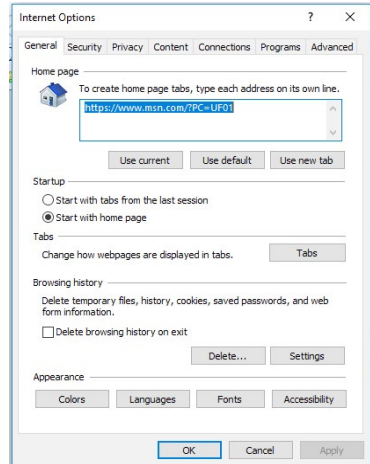 Internet Options ? X
General Security Privacy Content Connections Programs Advanced
Home page
To create home page tabs, type each address on its own line.
https://www.msn.com/?PC=UF01
Use current Use default Use new tab
Startup
Start with tabs from the last session
Start with home page
Tabs
Change how webpages are displayed in tabs. Tabs
Browsing history
Delete temporary files, history, cookies, saved passwords, and web
form information.
Delete browsing history on exit
Delete... Settings
Appearance
Colors Languages Fonts Accessibility
OK Cancel Apply